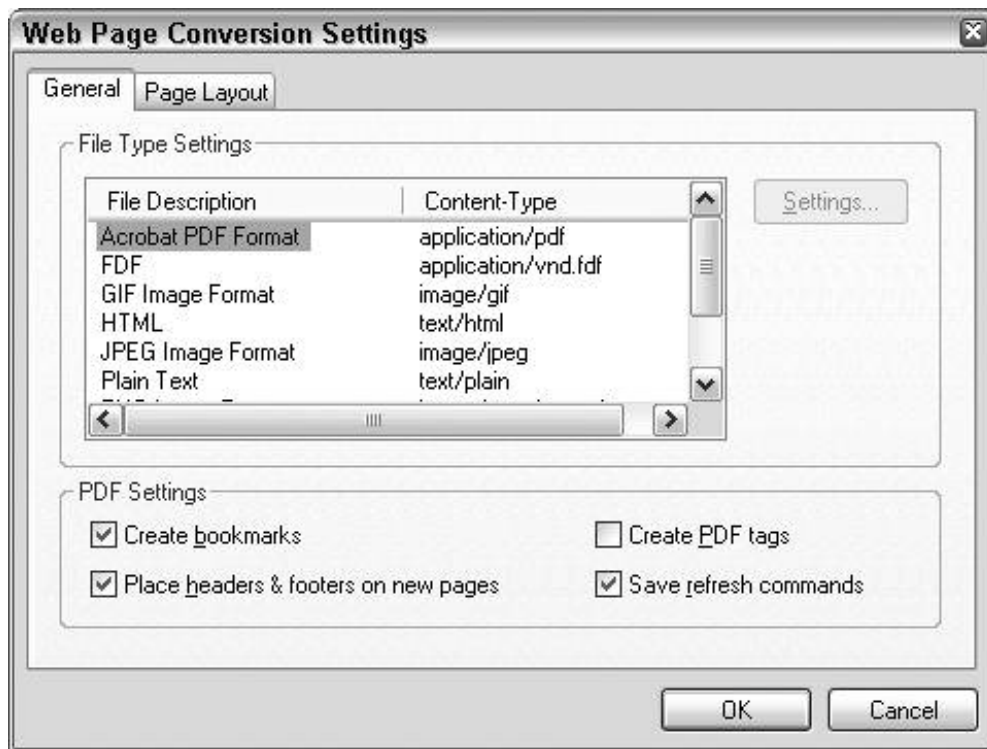 Web Page Conversion Settings
General
Page Layout
File Type Settings
File Description
Content-Type
Settings...
Acrobat PDF Format
application/pdf
FDF
application/vnd.fdf
GIF Image Format
image/gif
HTML
text/html
JPEG Image Format
image/jpeg
Plain Text
text/plain
PDF Settings
Create bookmarks
Create PDF tags
Place headers & footers on new pages
Save refresh commands
OK
Cancel